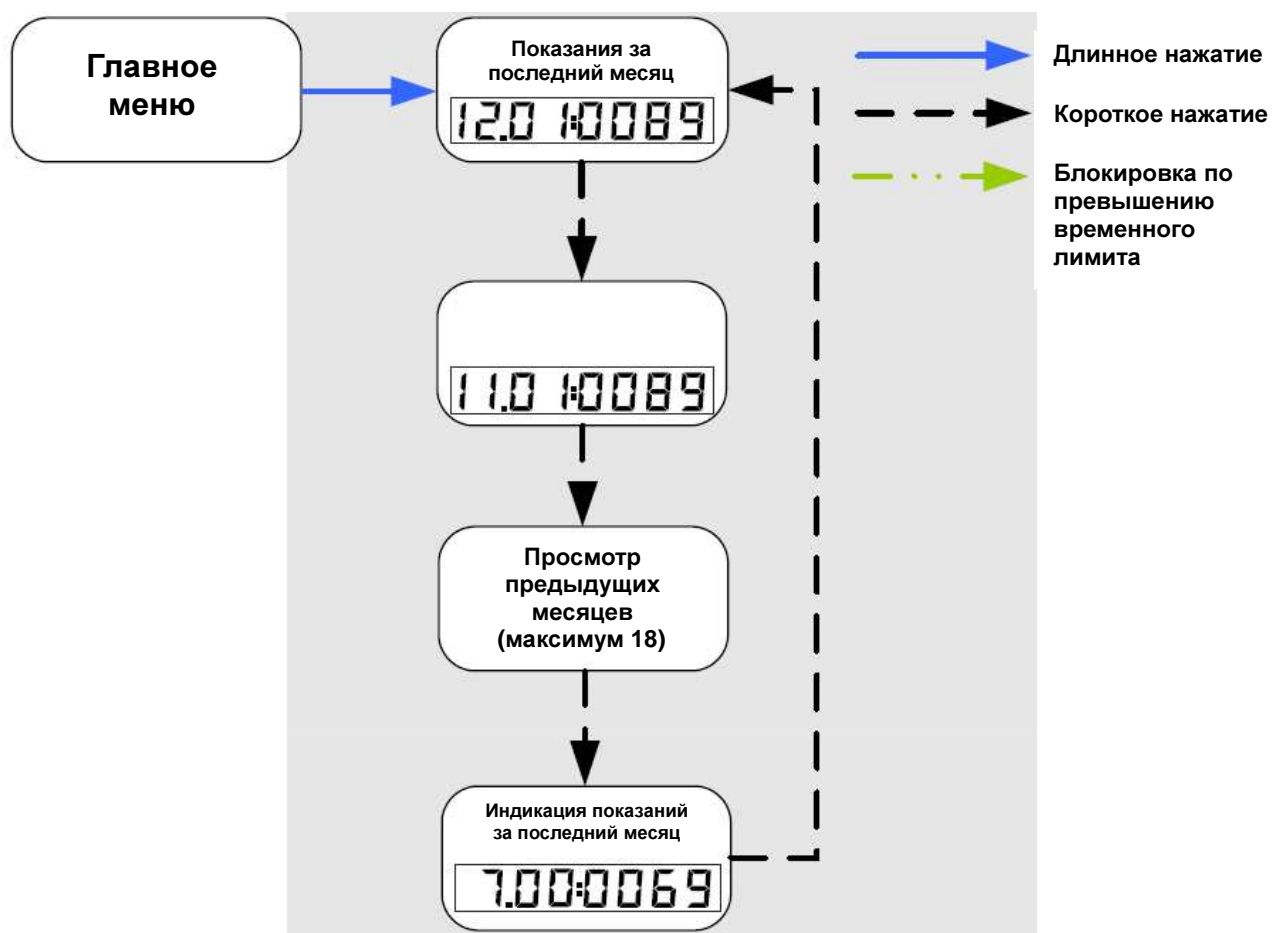 Главное
меню
Показания за
последний месяц
12.01:0089
11.01:0089
Просмотр
предыдущих
месяцев
(максимум 18)
Индикация показаний
за последний месяц
7.00:0069
Длинное нажатие
Короткое нажатие
Блокировка по
превышению
временного
лимита